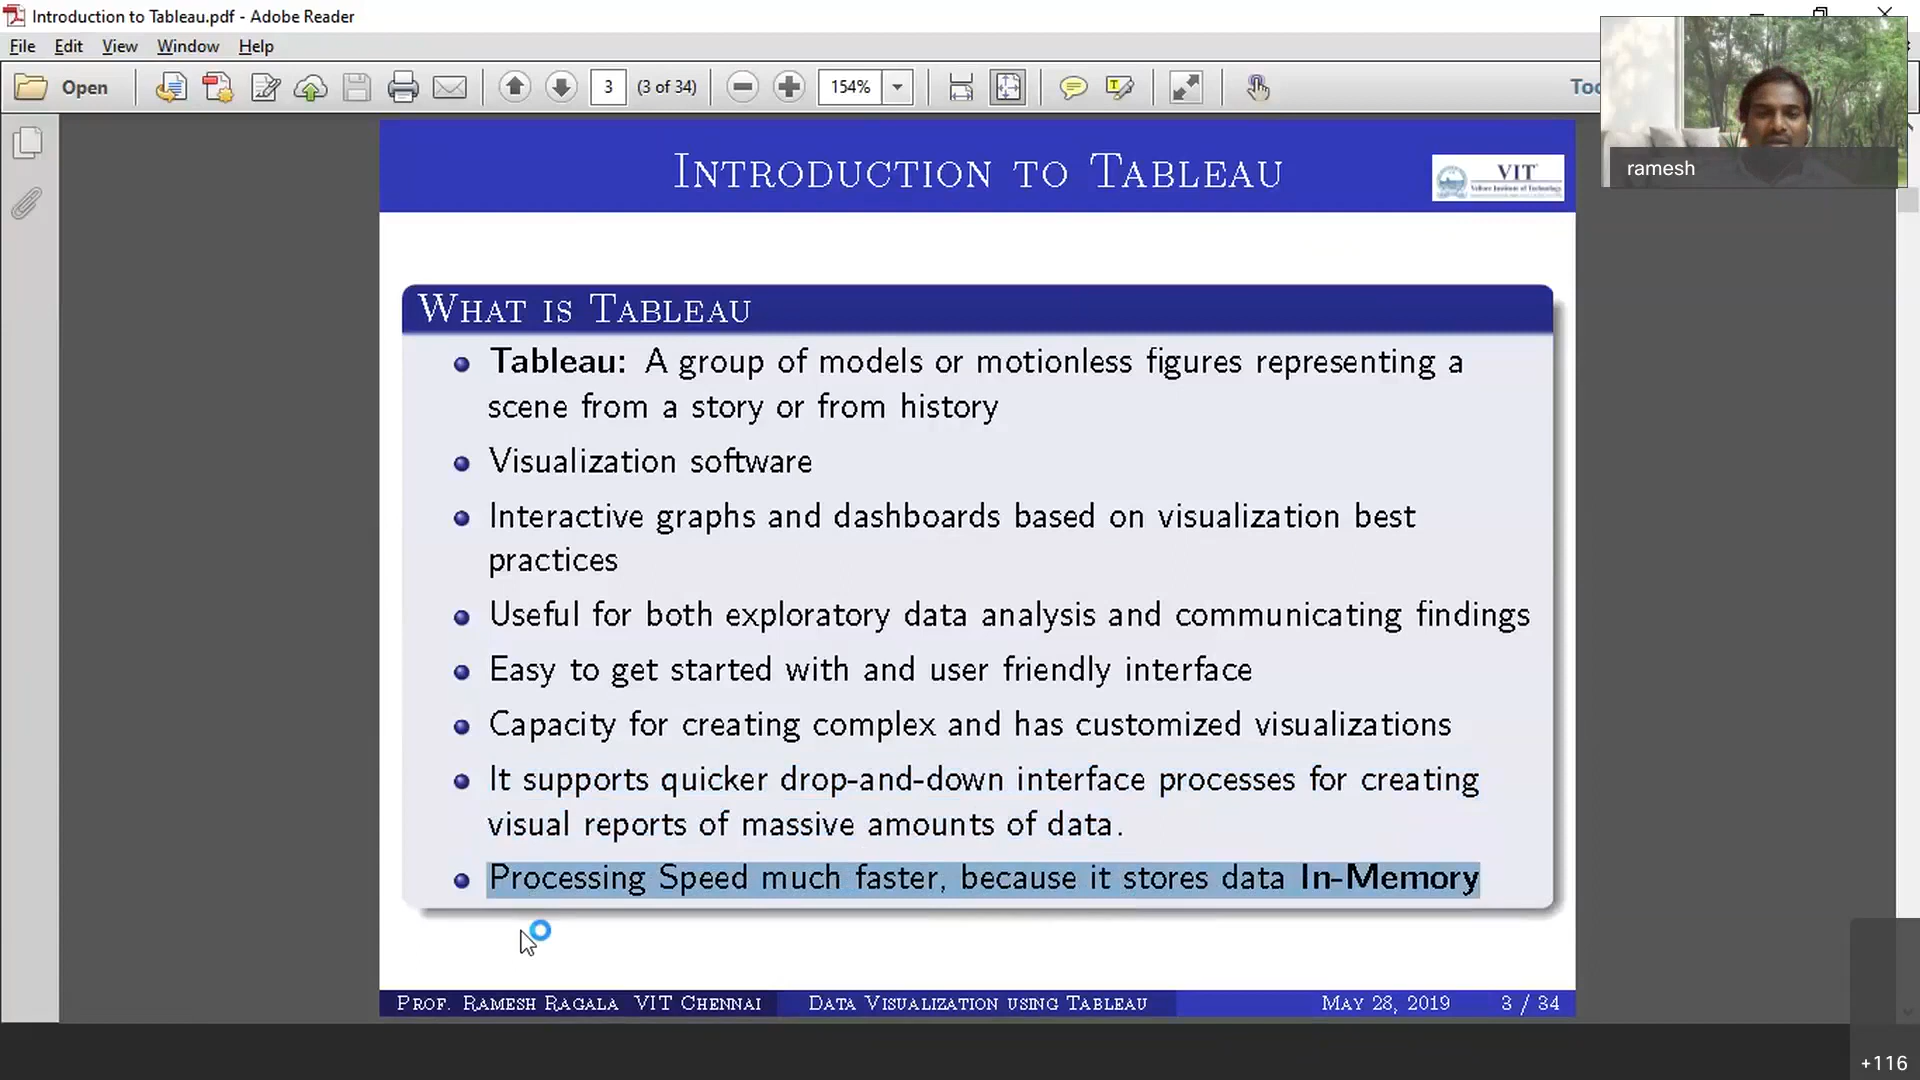 Introduction to Tableau.pdf - Adobe Reader
File Edit View Window Help
Open
3 (3 of 34) 154%
ramesh
INTRODUCTION TO TABLEAU
VIT
Vellore Institute of Technology
WHAT IS TABLEAU
Tableau: A group of models or motionless figures representing a
scene from a story or from history
Visualization software
Interactive graphs and dashboards based on visualization best
practices
Useful for both exploratory data analysis and communicating findings
Easy to get started with and user friendly interface
Capacity for creating complex and has customized visualizations
It supports quicker drop-and-down interface processes for creating
visual reports of massive amounts of data.
Processing Speed much faster, because it stores data In-Memory
PROF. RAMESH RAGALA VIT CHENNAI DATA VISUALIZATION USING TABLEAU MAY 28, 2019 3 / 34
+116